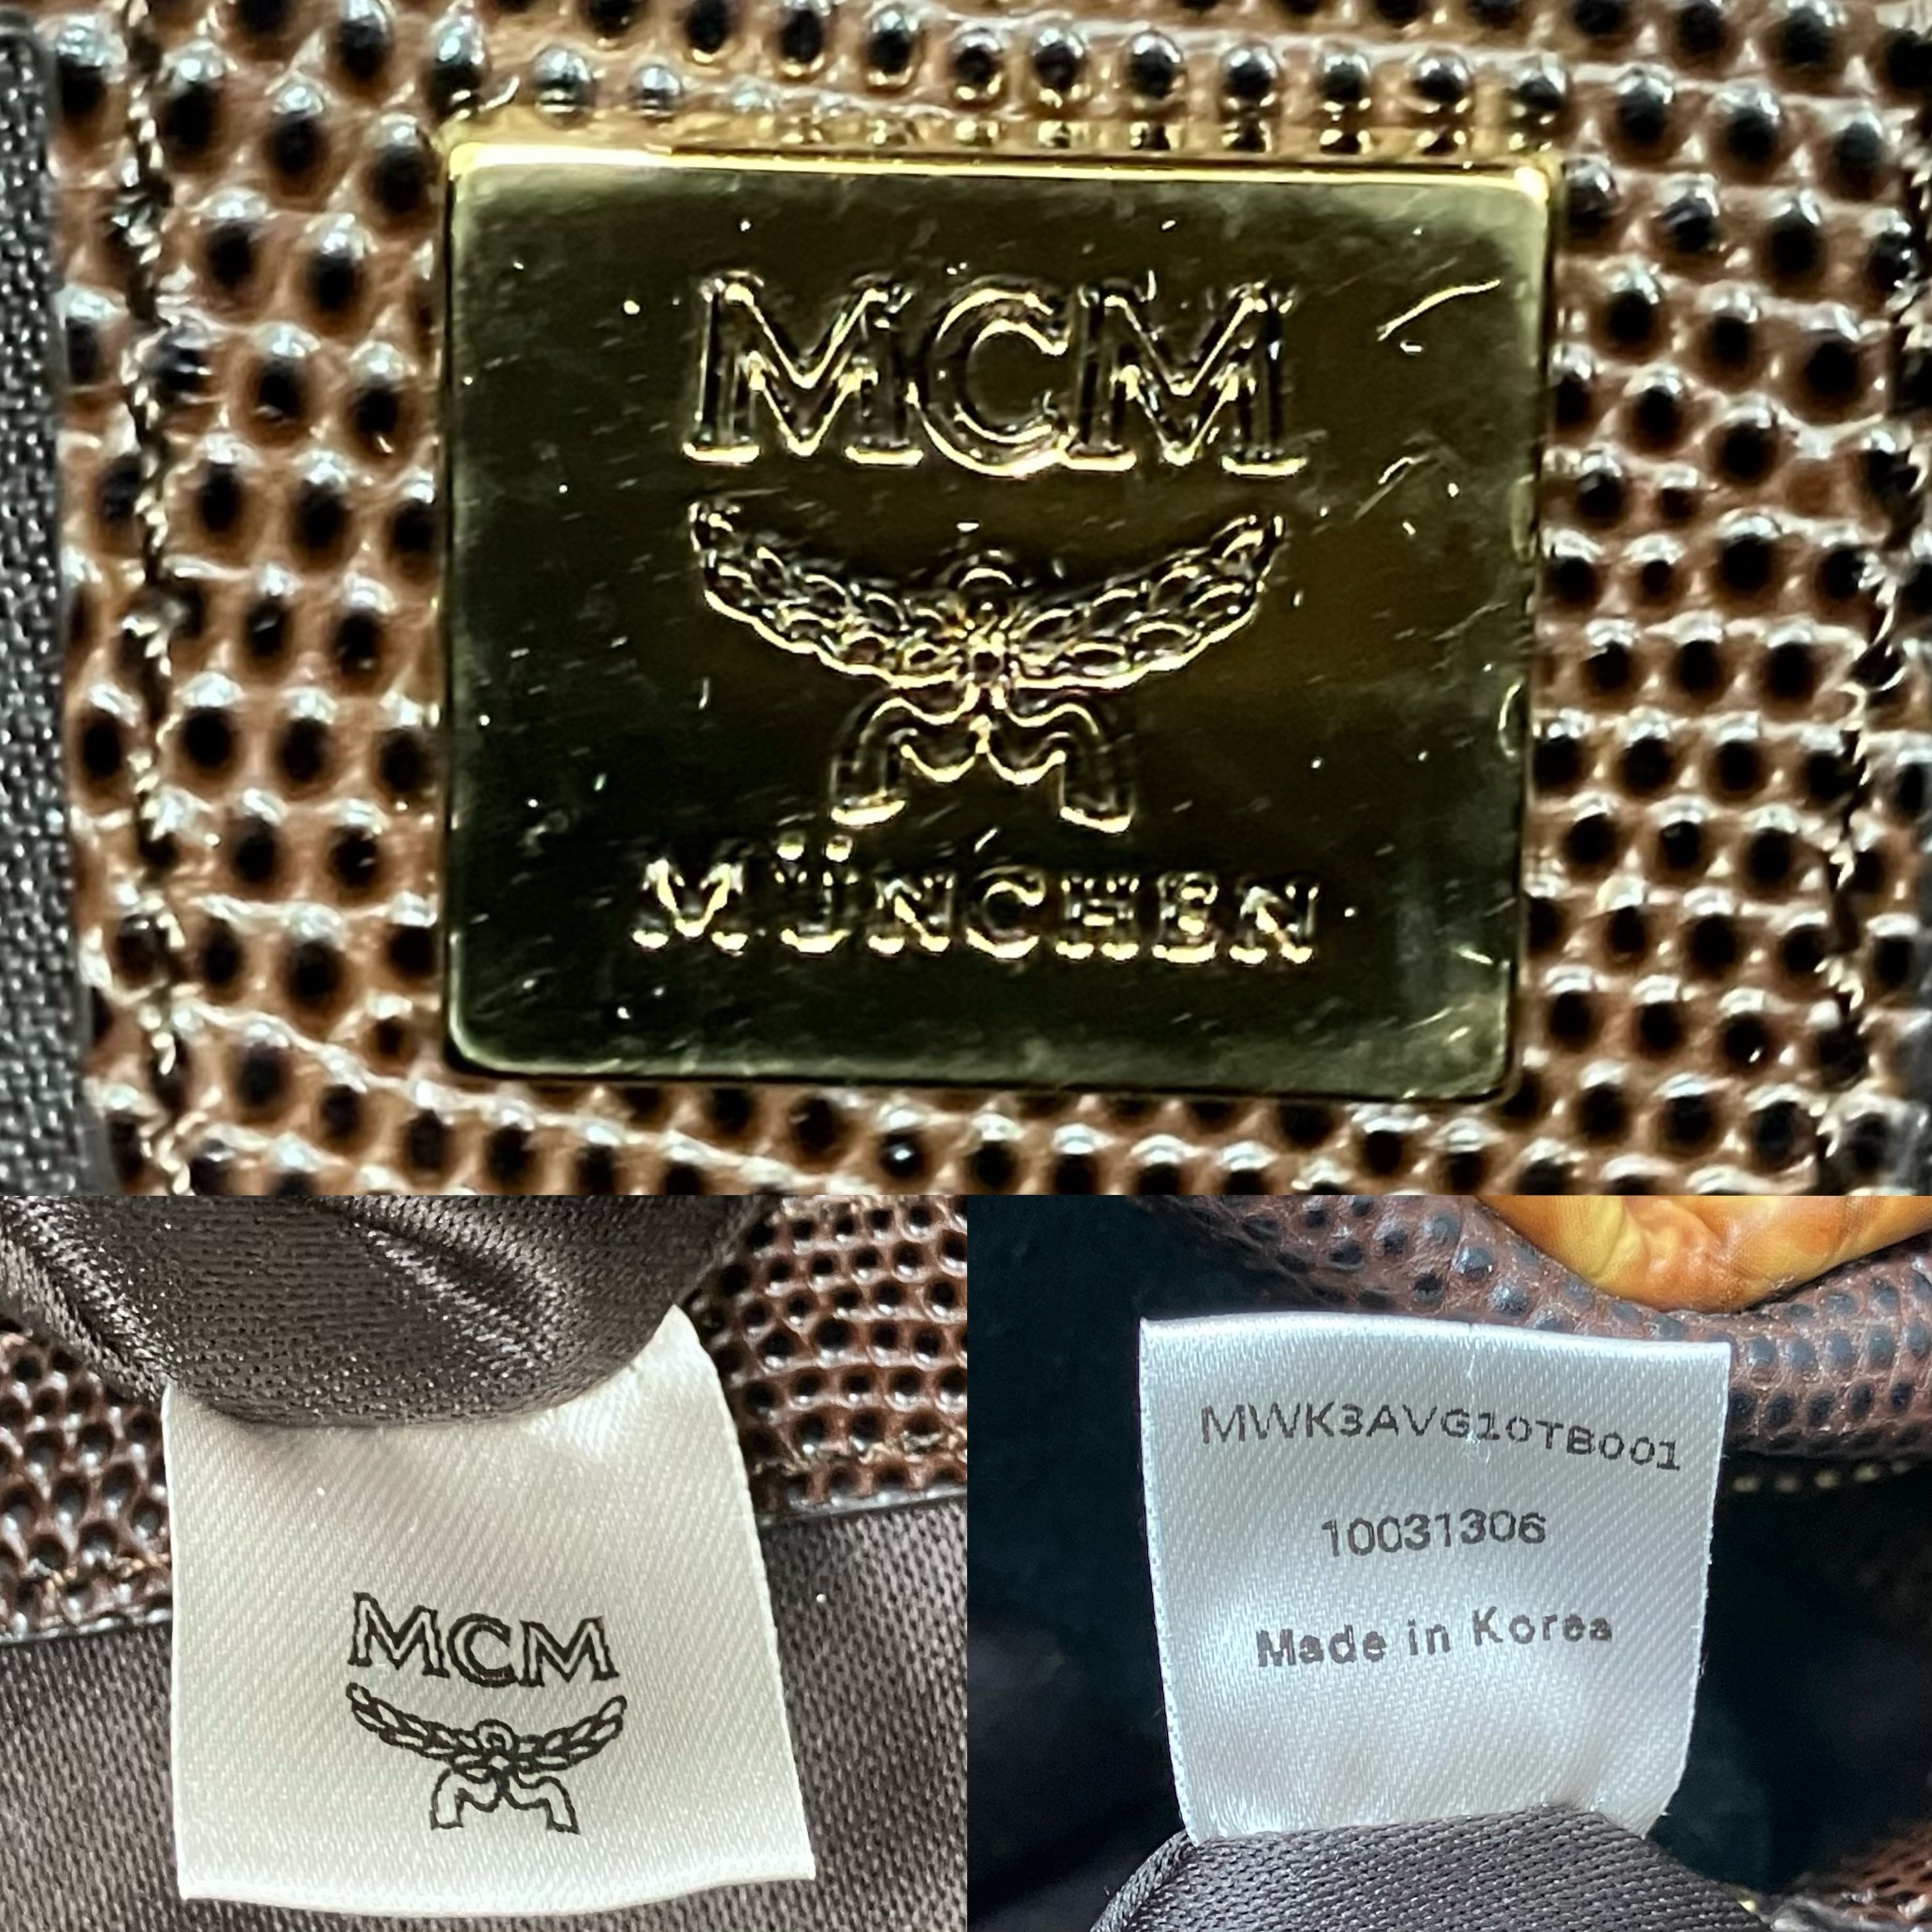 MCM
MÜNCHEN
MCM
MWK3AVG10TB001
10031306
Made in Korea